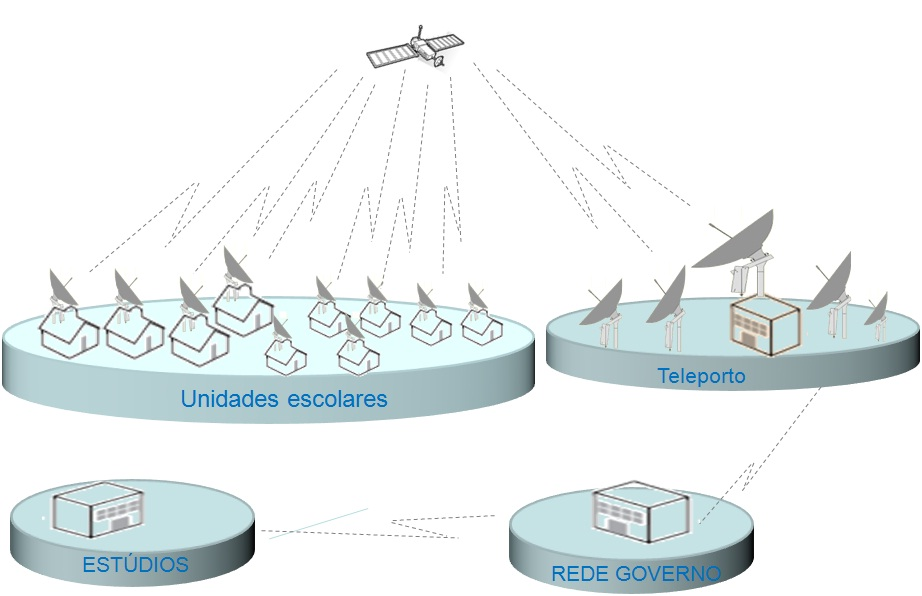 Unidades escolares
Teleporto
ESTÚDIOS
REDE GOVERNO